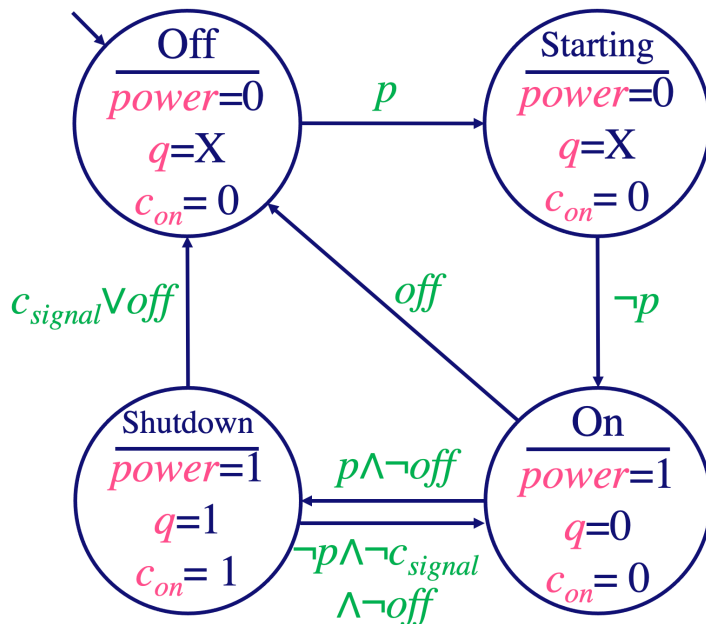 Off
power=0
q=X
c_on = 0
p
Starting
power=0
q=X
c_on = 0
c_signal∨off
off
¬p
Shutdown
power=1
q=1
c_on = 1
p∧¬off
¬p∧¬c_signal
∧¬off
On
power=1
q=0
c_on = 0